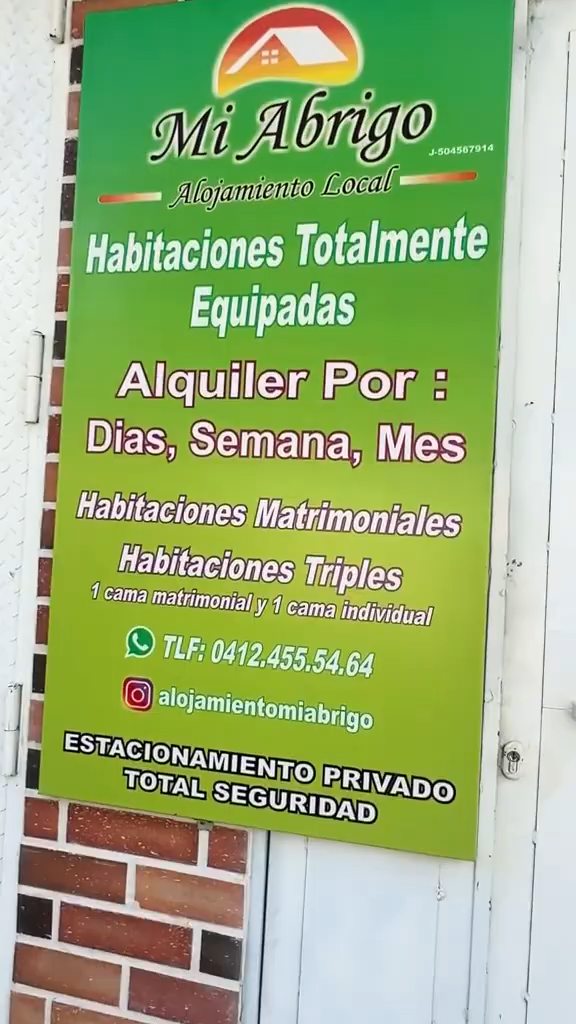 Mi Abrigo
J-504567914
Alojamiento Local
Habitaciones Totalmente
Equipadas
Alquiler Por :
Dias, Semana, Mes
Habitaciones Matrimoniales
Habitaciones Triples
1 cama matrimonial y 1 cama individual
TLF: 0412.455.54.64
alojamientomiabrigo
ESTACIONAMIENTO PRIVADO
TOTAL SEGURIDAD